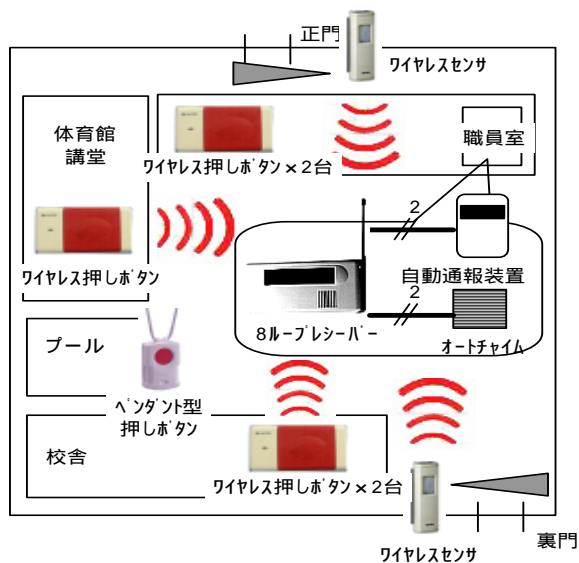 正門
ﾜｲﾔﾚｽｾﾝｻ
体育館
講堂
ﾜｲﾔﾚｽ押しﾎﾞﾀﾝ×２台
職員室
ﾜｲﾔﾚｽ押しﾎﾞﾀﾝ
2
自動通報装置
2
8ﾙｰﾌﾟﾚｼｰﾊﾞｰ
ｵｰﾄﾁｬｲﾑ
プール
ﾍﾟﾝﾀﾞﾝﾄ型
押しﾎﾞﾀﾝ
校舎
ﾜｲﾔﾚｽ押しﾎﾞﾀﾝ×２台
裏門
ﾜｲﾔﾚｽｾﾝｻ